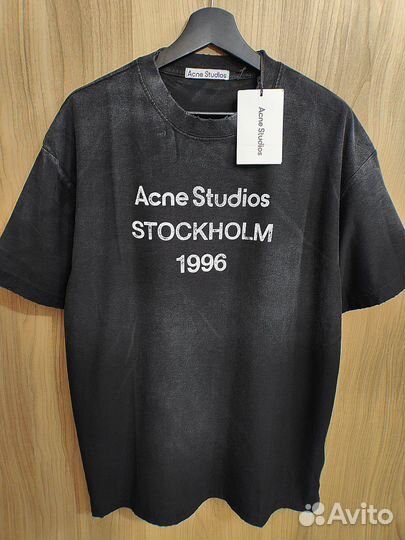 Acne Studios
Acne Studios
Acne Studios
STOCKHOLM
1996
Avito